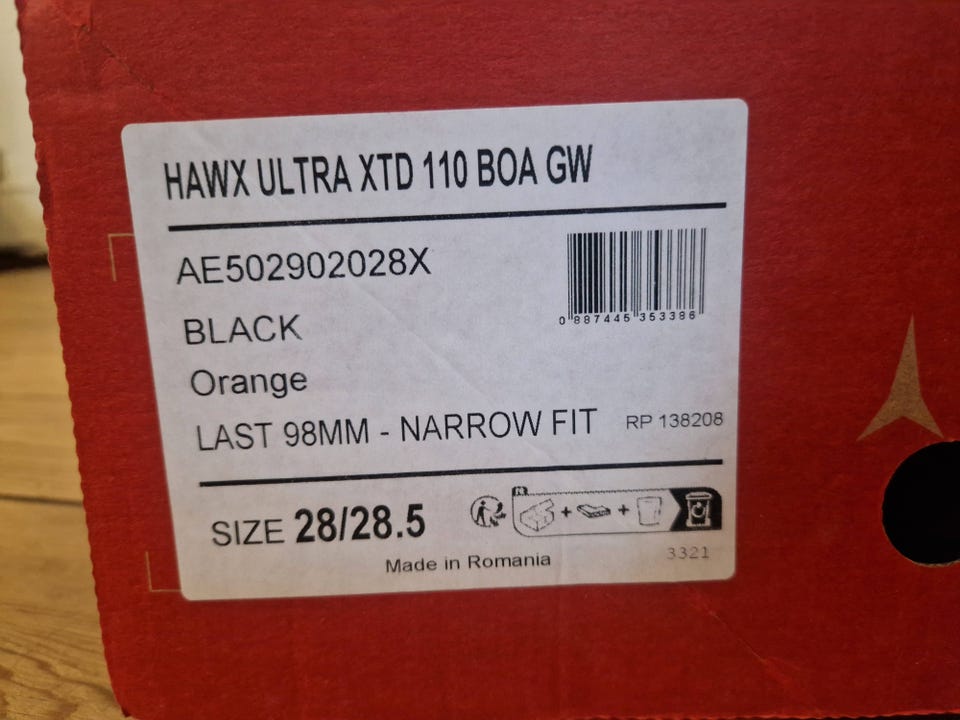 HAWX ULTRA XTD 110 BOA GW
AE502902028X
0 887445 353386
BLACK
Orange
LAST 98MM - NARROW FIT RP 138208
SIZE 28/28.5
FR
Made in Romania 3321